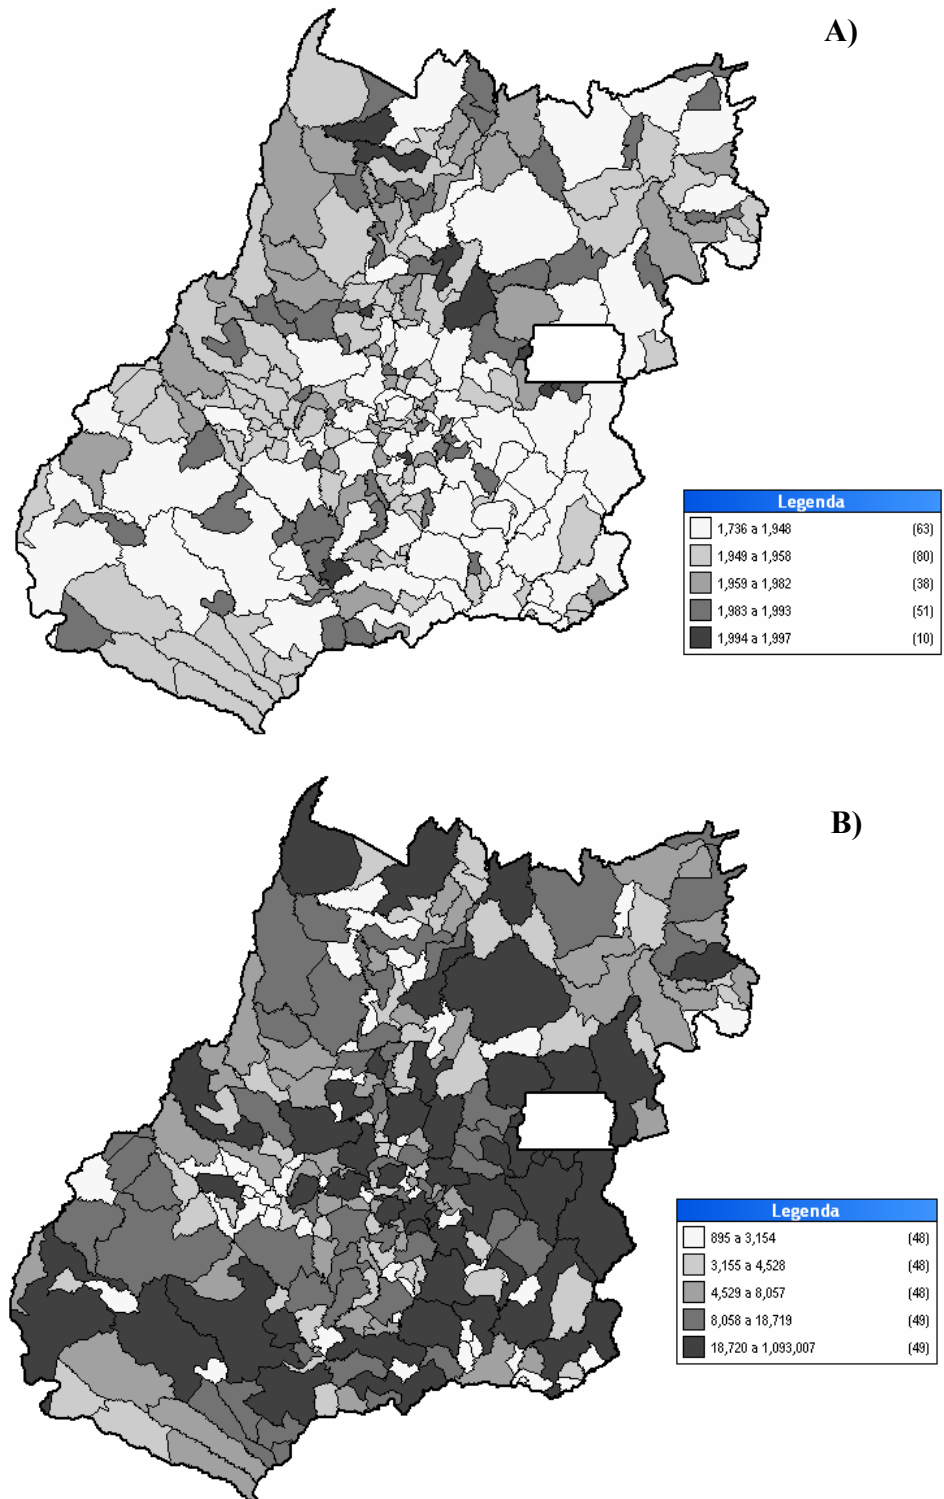 A)
Legenda
1,736 a 1,948 (63)
1,949 a 1,958 (80)
1,959 a 1,982 (38)
1,983 a 1,993 (51)
1,994 a 1,997 (10)
B)
Legenda
895 a 3,154 (48)
3,155 a 4,528 (48)
4,529 a 8,057 (48)
8,058 a 18,719 (49)
18,720 a 1,093,007 (49)